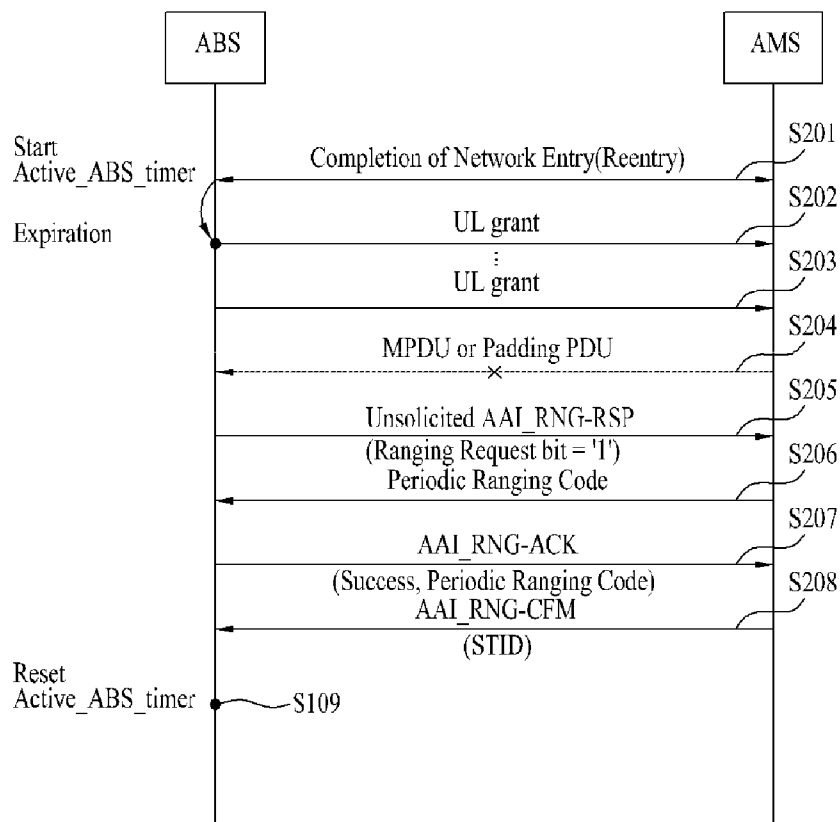 ABS
AMS
S201
Start
Active_ABS_timer
Completion of Network Entry(Reentry)
S202
Expiration
UL grant
S203
UL grant
S204
MPDU or Padding PDU
S205
Unsolicited AAI_RNG-RSP
(Ranging Request bit = '1')
S206
Periodic Ranging Code
S207
AAI_RNG-ACK
(Success, Periodic Ranging Code)
S208
AAI_RNG-CFM
(STID)
Reset
Active_ABS_timer
S109